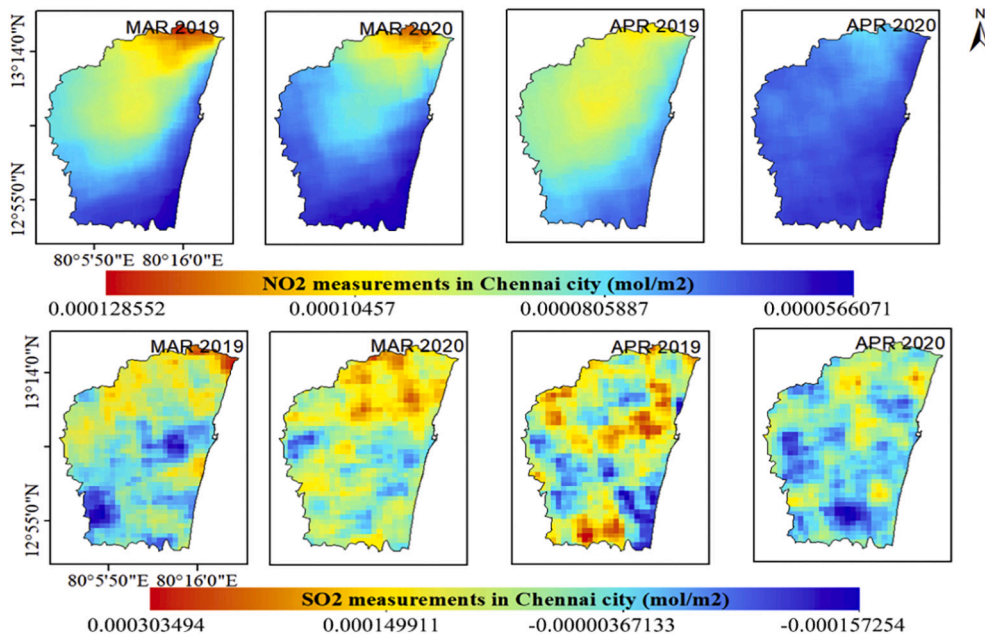 MAR 2019
MAR 2020
APR 2019
APR 2020
N
13°14'0"N
12°55'0"N
80°5'50"E 80°16'0"E
NO2 measurements in Chennai city (mol/m2)
0.000128552 0.00010457 0.0000805887 0.0000566071
MAR 2019
MAR 2020
APR 2019
APR 2020
13°14'0"N
12°55'0"N
80°5'50"E 80°16'0"E
SO2 measurements in Chennai city (mol/m2)
0.000303494 0.000149911 -0.00000367133 -0.000157254